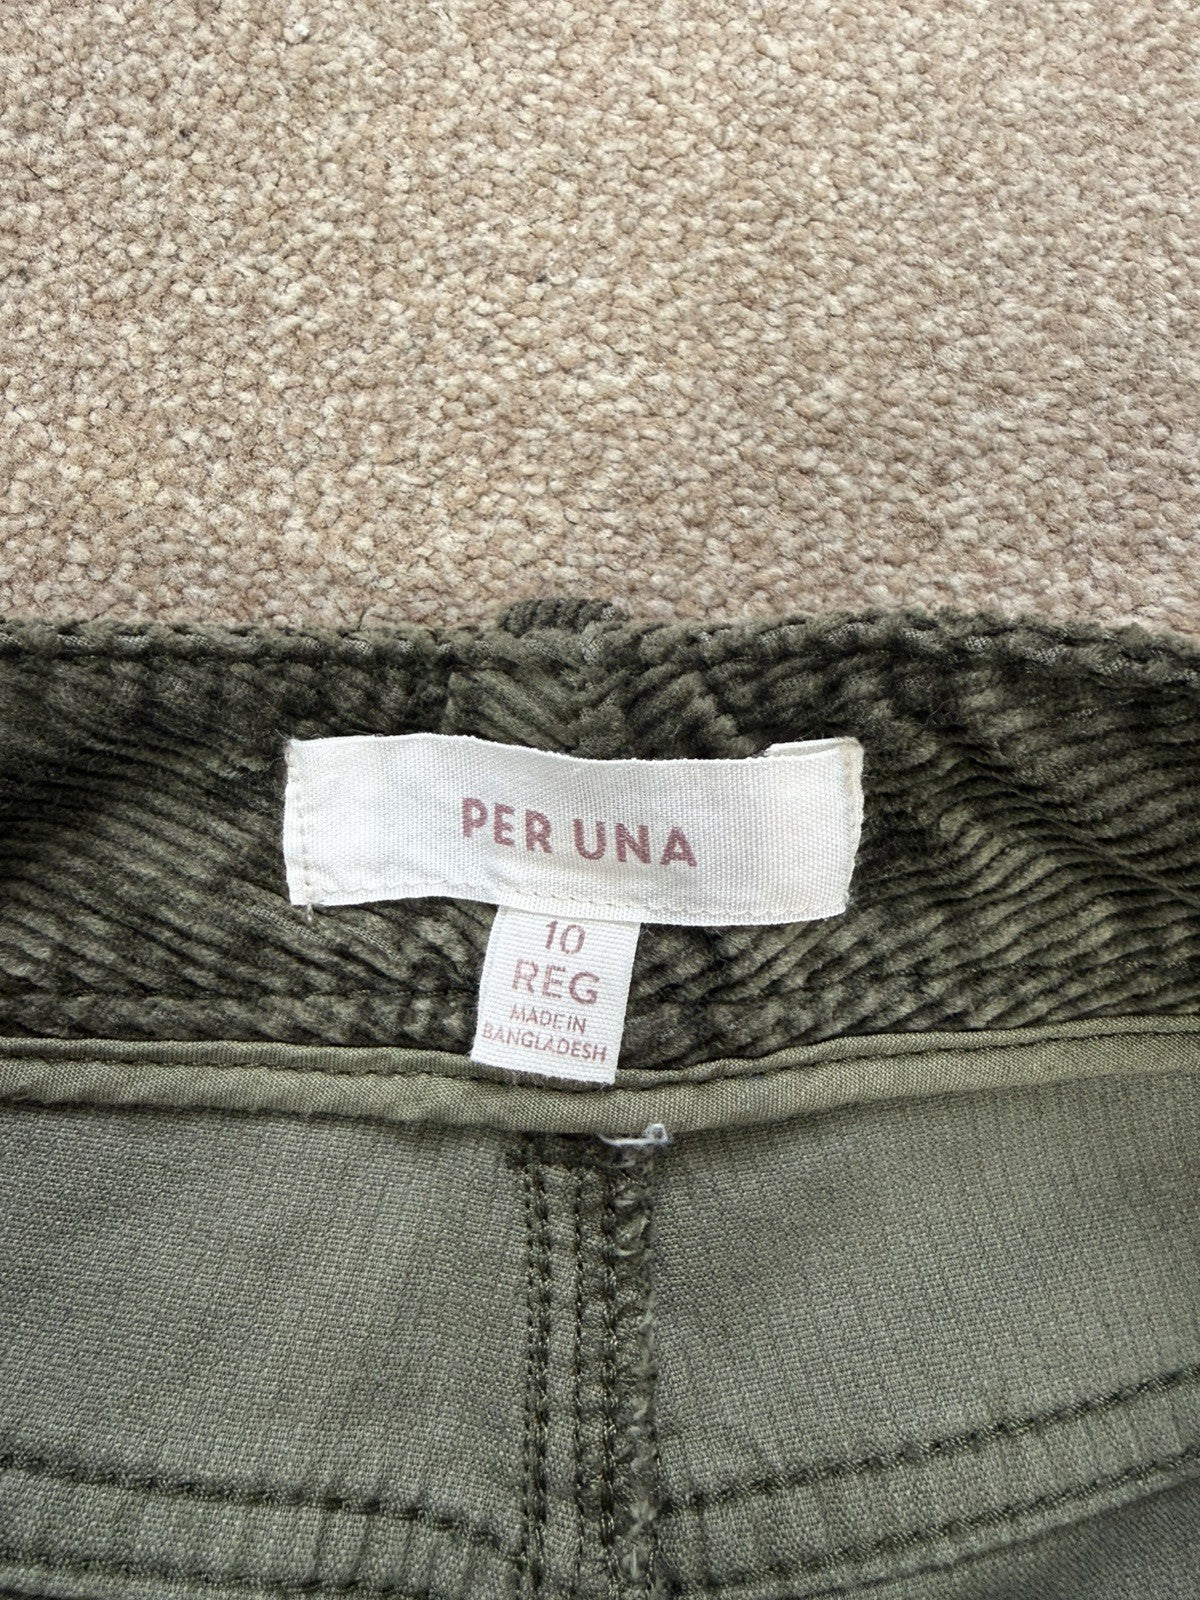 PER UNA
10
REG
MADE IN
BANGLADESH